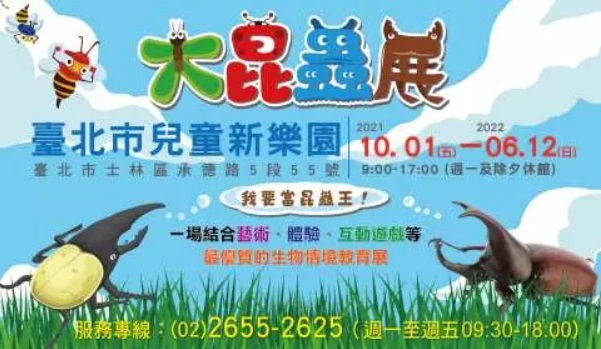 大昆蟲展
臺北市兒童新樂園
臺北市士林區承德路5段55號
2021 2022
10.01(五)—06.12(日)
9:00-17:00 (週一及除夕休館)
我要當昆蟲王！
一場結合藝術、體驗、互動遊戲等
最優質的生物情境教育展
服務專線：(02)2655-2625（週一至週五09:30-18:00）